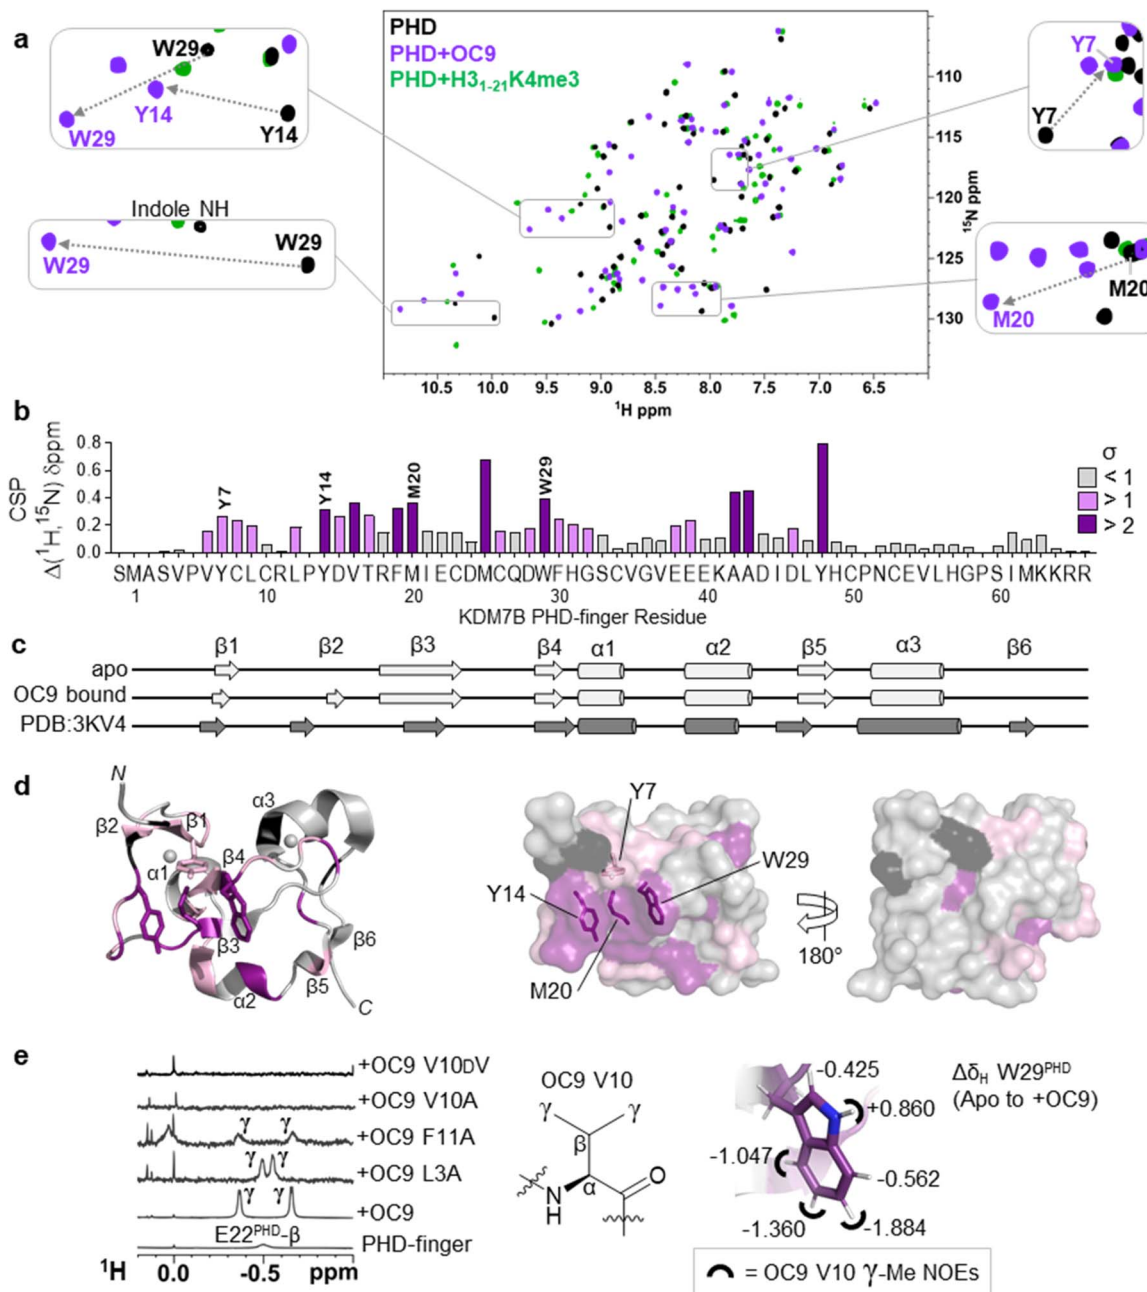 a
PHD
PHD+OC9
PHD+H3₁₋₂₁K4me3
W29
Y14
W29
Y14
Indole NH
W29
W29
Y7
Y7
M20
M20
110
115
120
125
130
¹⁵N ppm
10.5 10.0 9.5 9.0 8.5 8.0 7.5 7.0 6.5
¹H ppm
b
CSP
Δ(¹H,¹⁵N) δppm
0.8
0.6
0.4
0.2
0.0
Y7
Y14
M20
W29
σ
< 1
> 1
> 2
SMASVPVYCLCRLPYDVTRFMIECDMCQDWFHGSCVGVEEEKAADIDLYHCPNCEVLHGPSIMKKRR
1 10 20 30 40 50 60
KDM7B PHD-finger Residue
c
β1 β2 β3 β4 α1 α2 β5 α3 β6
apo
OC9 bound
PDB:3KV4
d
N
α3
β2
β1
β4
α1
β3
β6
β5
α2
C
Y7
W29
Y14
M20
180°
e
+OC9 V10DV
+OC9 V10A
+OC9 F11A
γ γ
+OC9 L3A
γ γ
+OC9
γ γ
E22ᴾᴴᴰ-β
PHD-finger
¹H 0.0 -0.5 ppm
OC9 V10
γ γ
β
α
O
N
H
-0.425
+0.860
-1.047
-0.562
-1.360
-1.884
Δδ_H W29ᴾᴴᴰ
(Apo to +OC9)
= OC9 V10 γ-Me NOEs